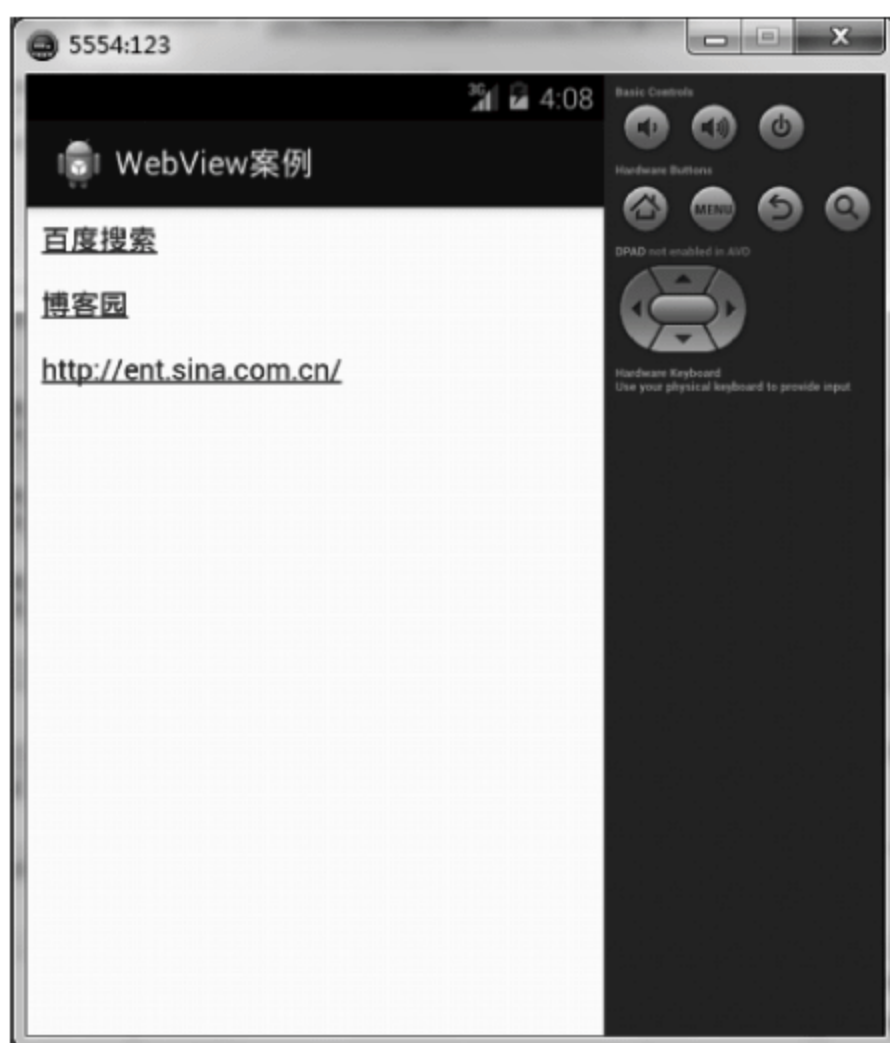 5554:123
3G 4:08
WebView案例
百度搜索
博客园
http://ent.sina.com.cn/
Basic Controls
Hardware Buttons
MENU
DPAD not enabled in AVD
Hardware Keyboard
Use your physical keyboard to provide input